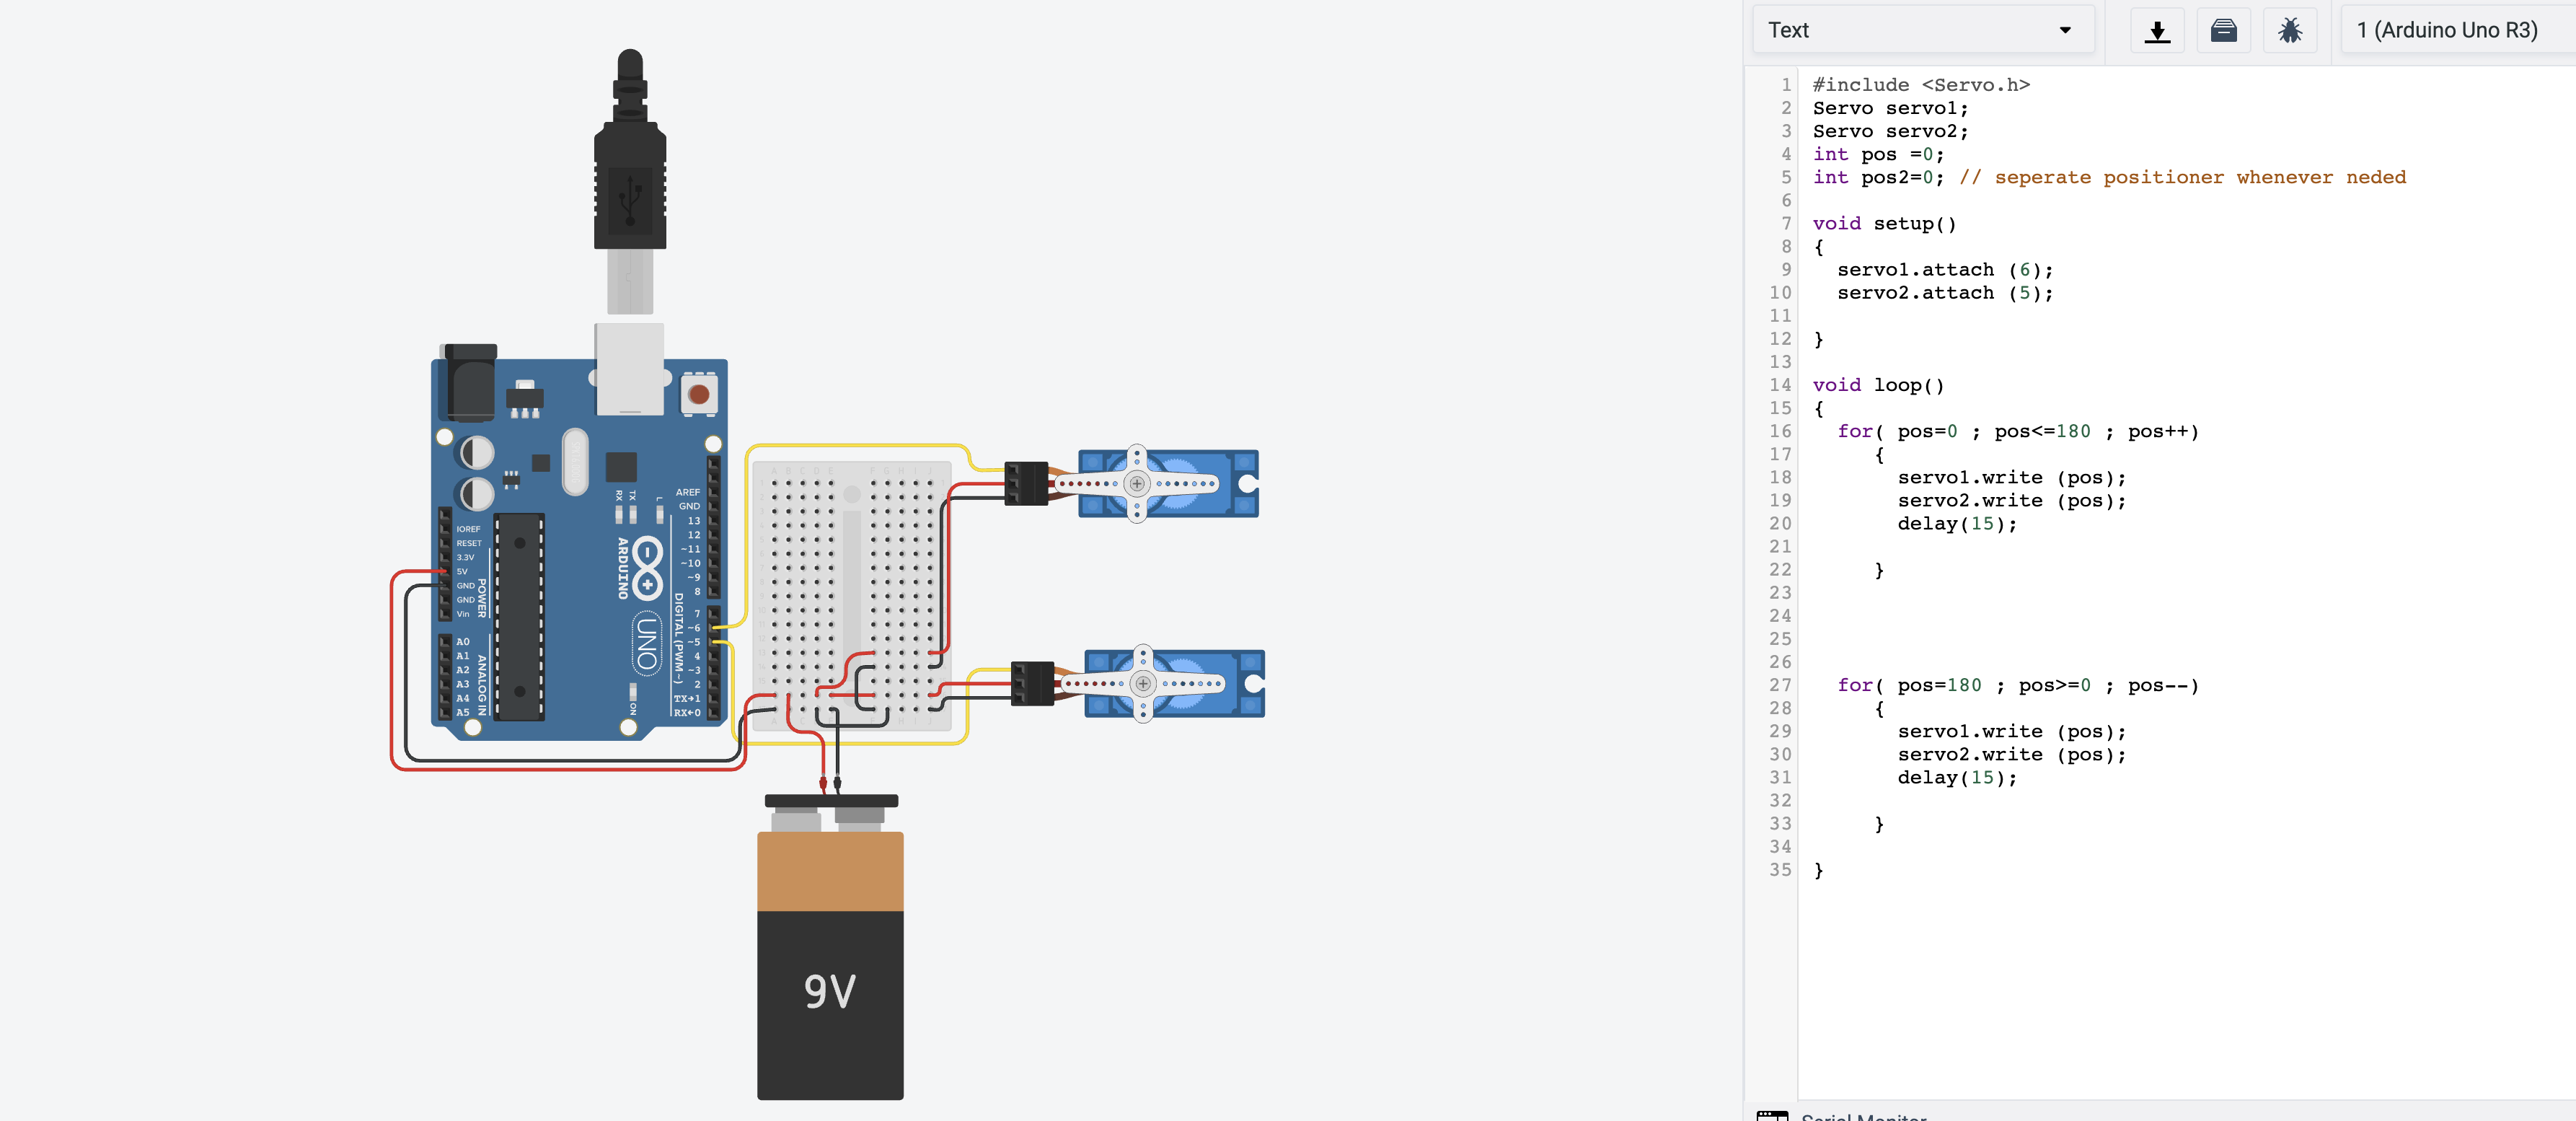 Text
1 (Arduino Uno R3)
1 #include <Servo.h>
2 Servo servo1;
3 Servo servo2;
4 int pos =0;
5 int pos2=0; // seperate positioner whenever neded
6
7 void setup()
8 {
9 servo1.attach (6);
10 servo2.attach (5);
11
12 }
13
14 void loop()
15 {
16 for( pos=0 ; pos<=180 ; pos++)
17 {
18 servo1.write (pos);
19 servo2.write (pos);
20 delay(15);
21
22 }
23
24
25
26
27 for( pos=180 ; pos>=0 ; pos--)
28 {
29 servo1.write (pos);
30 servo2.write (pos);
31 delay(15);
32
33 }
34
35 }
Serial Monitor
IOREF
RESET
3.3V
5V
GND
GND
Vin
POWER
A0
A1
A2
A3
A4
A5
ANALOG IN
RX
TX
L
ARDUINO
UNO
ON
AREF
GND
13
12
~11
~10
~9
8
7
~6
~5
4
~3
2
TX→1
RX←0
DIGITAL (PWM~)
9V